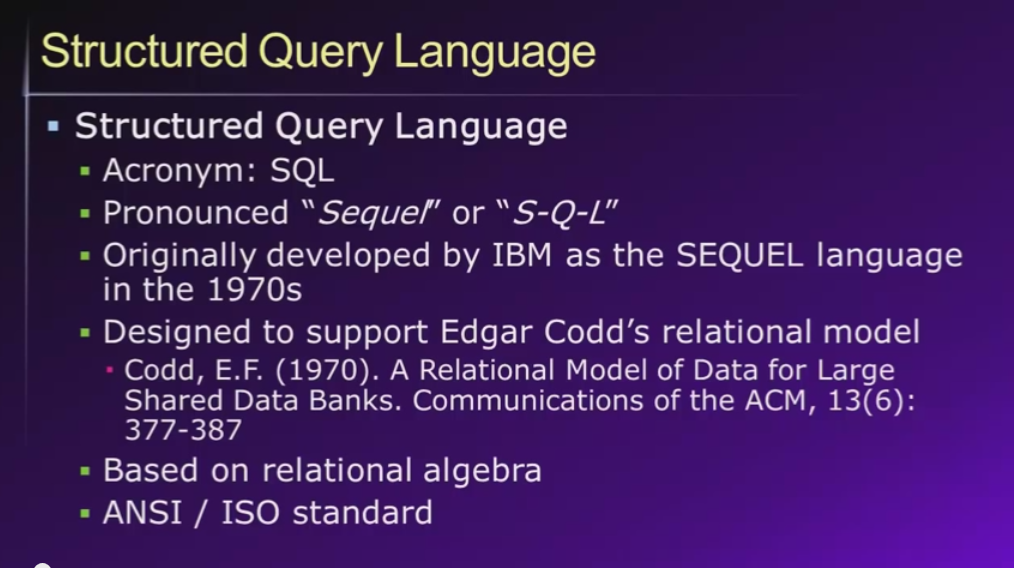 Structured Query Language
Structured Query Language
Acronym: SQL
Pronounced “Sequel” or “S-Q-L”
Originally developed by IBM as the SEQUEL language
in the 1970s
Designed to support Edgar Codd’s relational model
Codd, E.F. (1970). A Relational Model of Data for Large
Shared Data Banks. Communications of the ACM, 13(6):
377-387
Based on relational algebra
ANSI / ISO standard